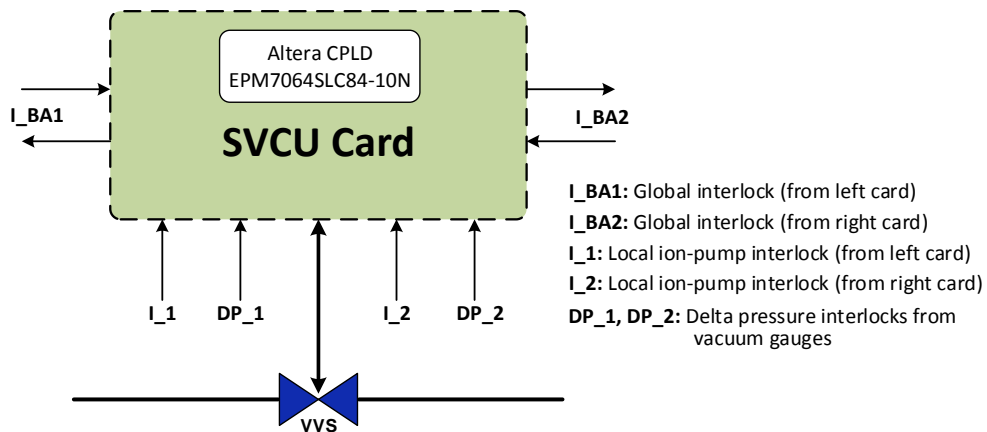 Altera CPLD
EPM7064SLC84-10N
SVCU Card
I_BA1
I_BA2
I_BA1: Global interlock (from left card)
I_BA2: Global interlock (from right card)
I_1: Local ion-pump interlock (from left card)
I_2: Local ion-pump interlock (from right card)
DP_1, DP_2: Delta pressure interlocks from
vacuum gauges
I_1
DP_1
I_2
DP_2
VVS